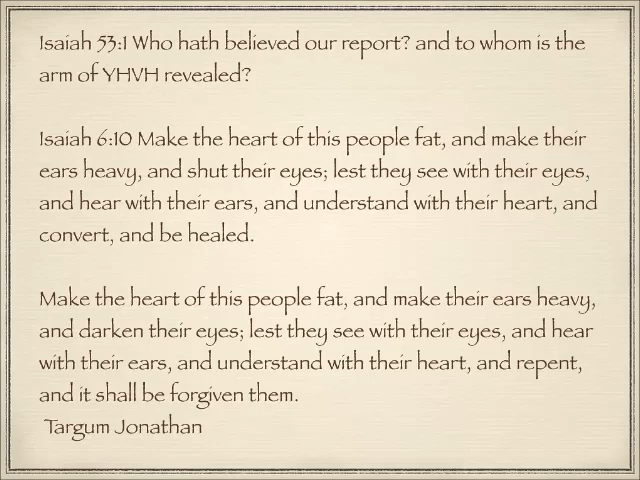 Isaiah 53:1 Who hath believed our report? and to whom is the
arm of YHVH revealed?
Isaiah 6:10 Make the heart of this people fat, and make their
ears heavy, and shut their eyes; lest they see with their eyes,
and hear with their ears, and understand with their heart, and
convert, and be healed.
Make the heart of this people fat, and make their ears heavy,
and darken their eyes; lest they see with their eyes, and hear
with their ears, and understand with their heart, and repent,
and it shall be forgiven them.
Targum Jonathan